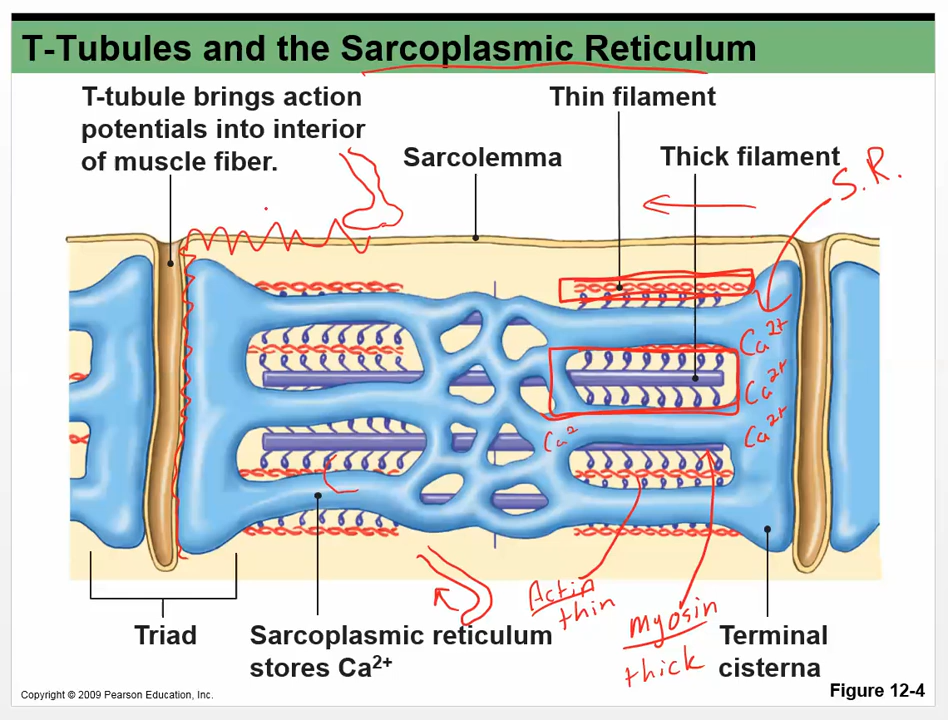 T-Tubules and the Sarcoplasmic Reticulum
T-tubule brings action
potentials into interior
of muscle fiber.
Sarcolemma
Thin filament
Thick filament
S.R.
Ca²⁺
Ca²⁺
Ca²⁺
Ca²
Actin
thin
myosin
thick
Triad
Sarcoplasmic reticulum
stores Ca²⁺
Terminal
cisterna
Copyright © 2009 Pearson Education, Inc.
Figure 12-4